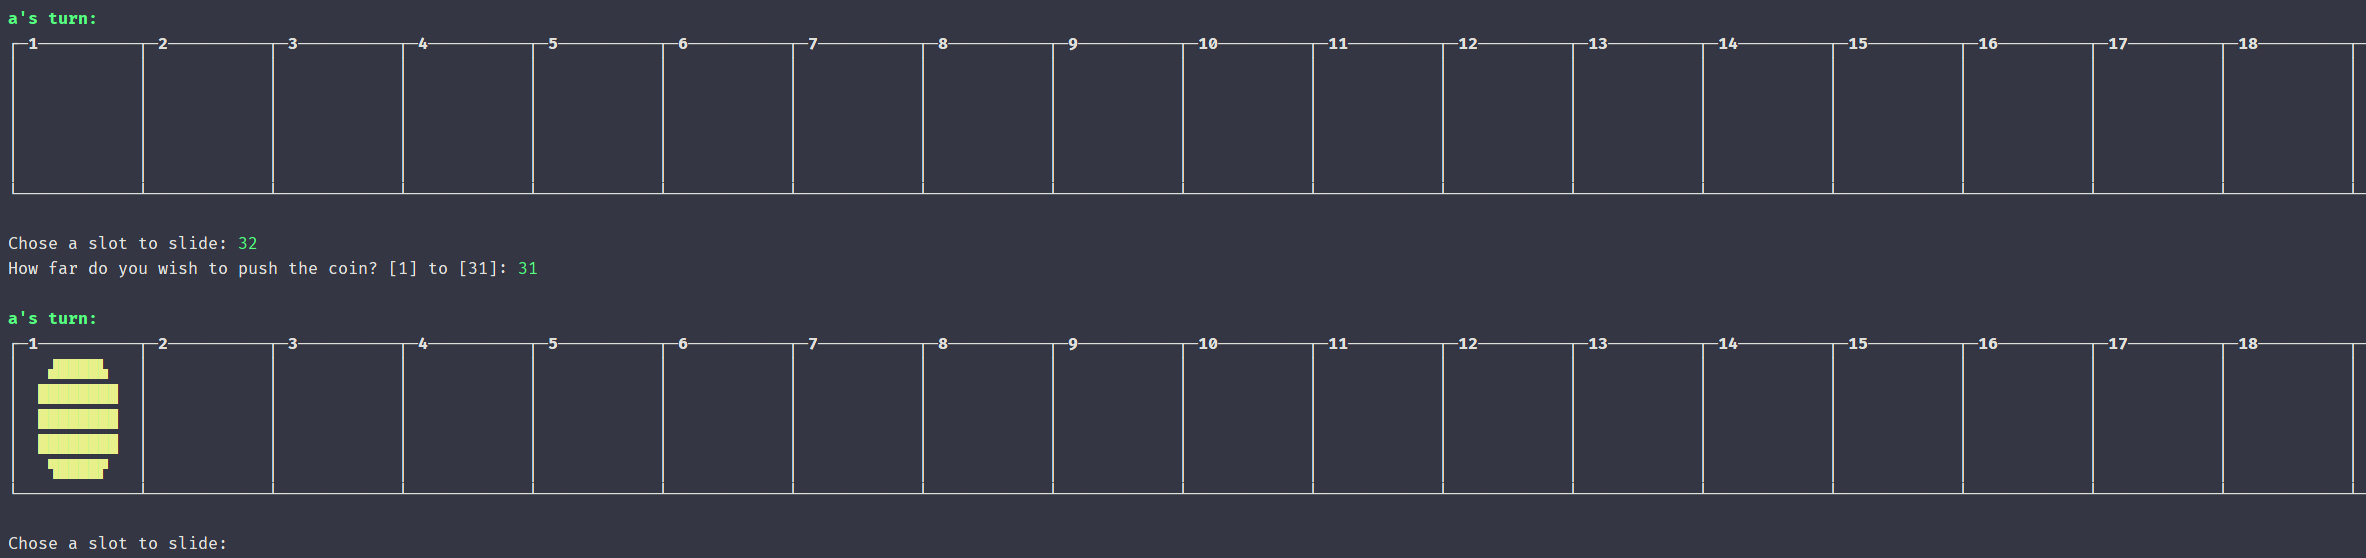 a's turn:
1 2 3 4 5 6 7 8 9 10 11 12 13 14 15 16 17 18
Chose a slot to slide: 32
How far do you wish to push the coin? [1] to [31]: 31
a's turn:
1 2 3 4 5 6 7 8 9 10 11 12 13 14 15 16 17 18
Chose a slot to slide: